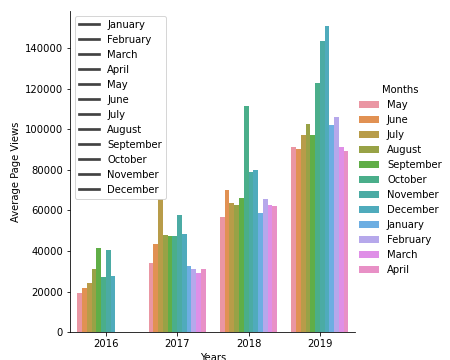 January
February
March
April
May
June
July
August
September
October
November
December
140000
120000
100000
80000
60000
40000
20000
0
Average Page Views
2016
2017
2018
2019
Years
Months
May
June
July
August
September
October
November
December
January
February
March
April